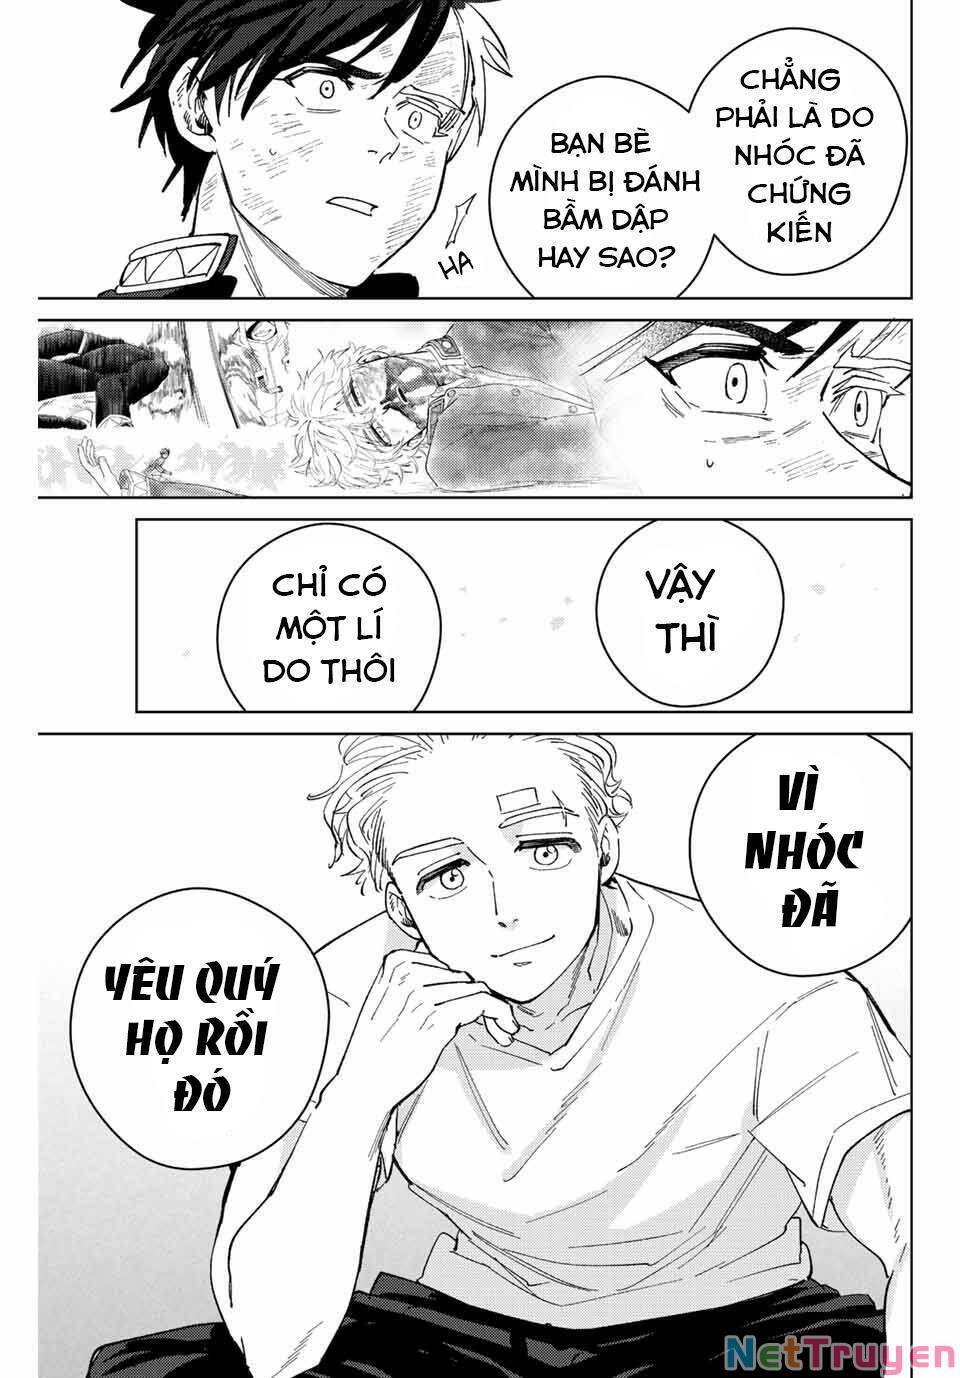 CHẲNG
PHẢI LÀ DO
NHÓC ĐÃ
CHỨNG
KIẾN
BẠN BÈ
MÌNH BỊ ĐÁNH
BẦM DẬP
HAY SAO?
HA
VẬY
THÌ
CHỈ CÓ
MỘT LÍ
DO THÔI
VÌ
NHÓC
ĐÃ
YÊU QUÝ
HỌ RỒI
ĐÓ
NetTruyen